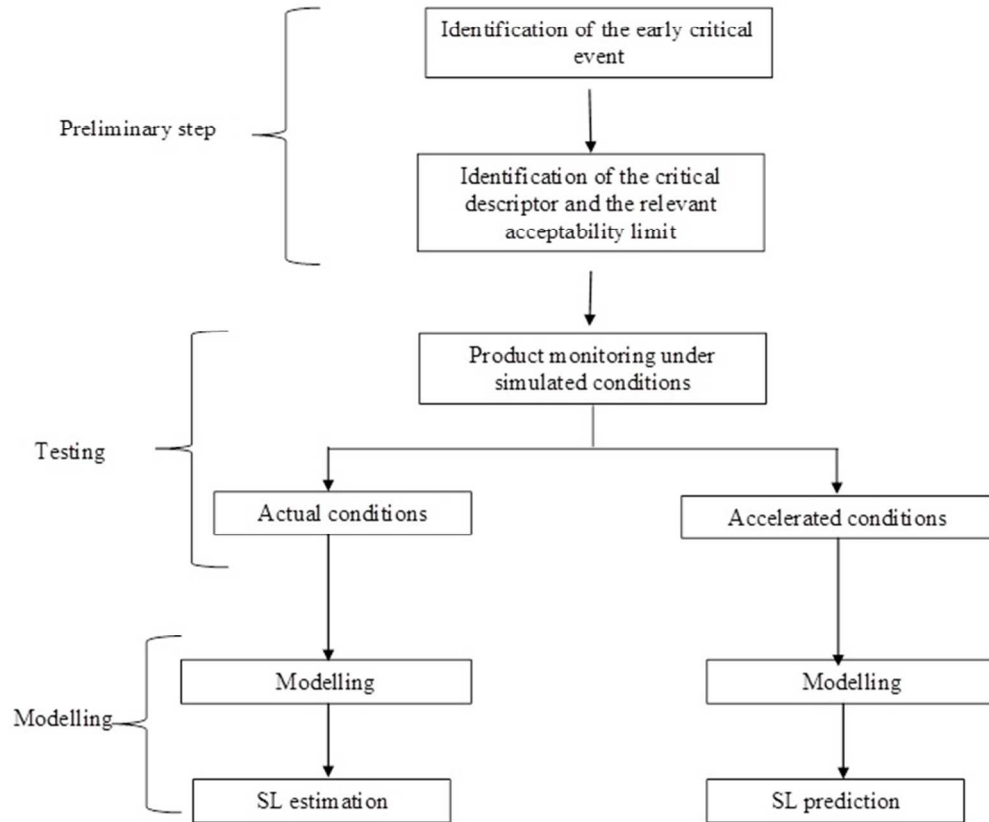 Identification of the early critical
event
Preliminary step
Identification of the critical
descriptor and the relevant
acceptability limit
Product monitoring under
simulated conditions
Testing
Actual conditions
Accelerated conditions
Modelling
Modelling
Modelling
SL estimation
SL prediction